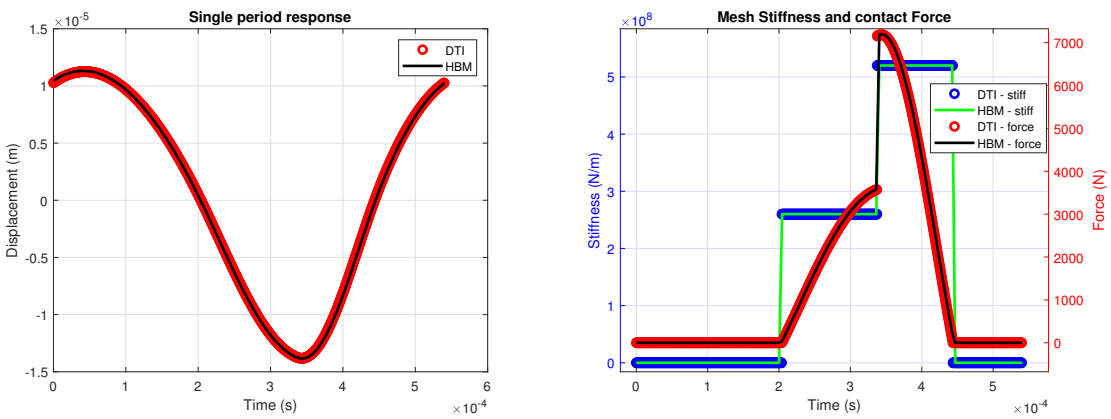 Single period response
×10⁻⁵
1.5
1
0.5
0
-0.5
-1
-1.5
Displacement (m)
0
1
2
3
4
5
6
Time (s)
×10⁻⁴
DTI
HBM
Mesh Stiffness and contact Force
×10⁸
5
4
3
2
1
0
Stiffness (N/m)
7000
6000
5000
4000
3000
2000
1000
0
Force (N)
0
1
2
3
4
5
Time (s)
×10⁻⁴
DTI - stiff
HBM - stiff
DTI - force
HBM - force